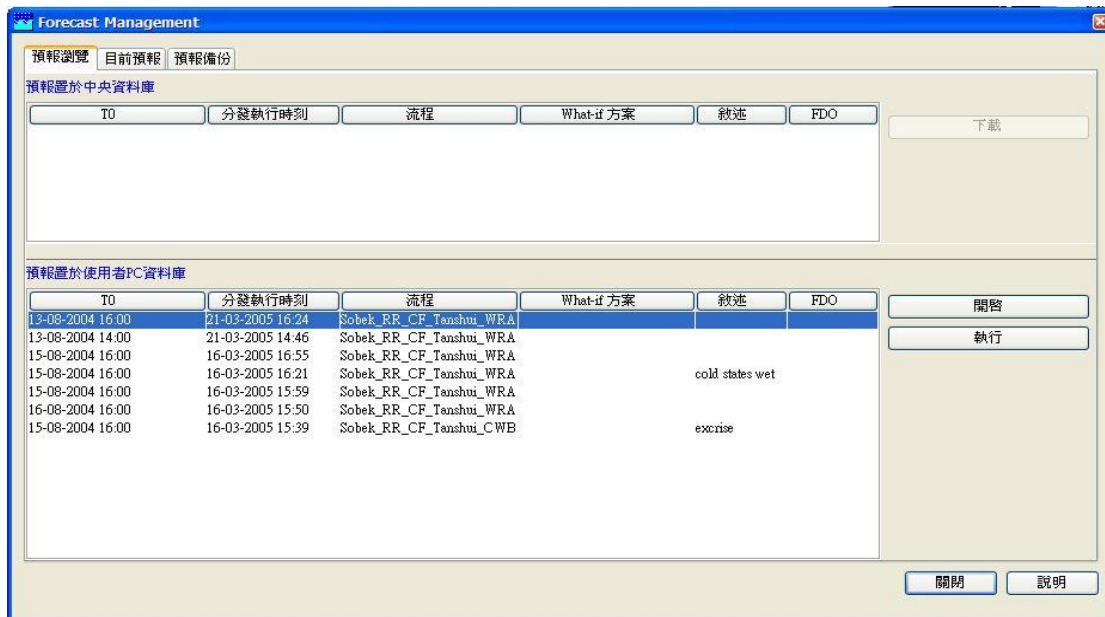 Forecast Management
預報瀏覽 目前預報 預報備份
預報置於中央資料庫
T0 分發執行時刻 流程 What-if 方案 敘述 FDO
下載
預報置於使用者PC資料庫
T0 分發執行時刻 流程 What-if 方案 敘述 FDO
開啓
13-08-2004 16:00 21-03-2005 16:24 Sobek_RR_CF_Tanshui_WRA
執行
13-08-2004 14:00 21-03-2005 14:46 Sobek_RR_CF_Tanshui_WRA
15-08-2004 16:00 16-03-2005 16:55 Sobek_RR_CF_Tanshui_WRA
15-08-2004 16:00 16-03-2005 16:21 Sobek_RR_CF_Tanshui_WRA cold states wet
15-08-2004 16:00 16-03-2005 15:59 Sobek_RR_CF_Tanshui_WRA
16-08-2004 16:00 16-03-2005 15:50 Sobek_RR_CF_Tanshui_WRA
15-08-2004 16:00 16-03-2005 15:39 Sobek_RR_CF_Tanshui_CWB excrise
關閉 說明